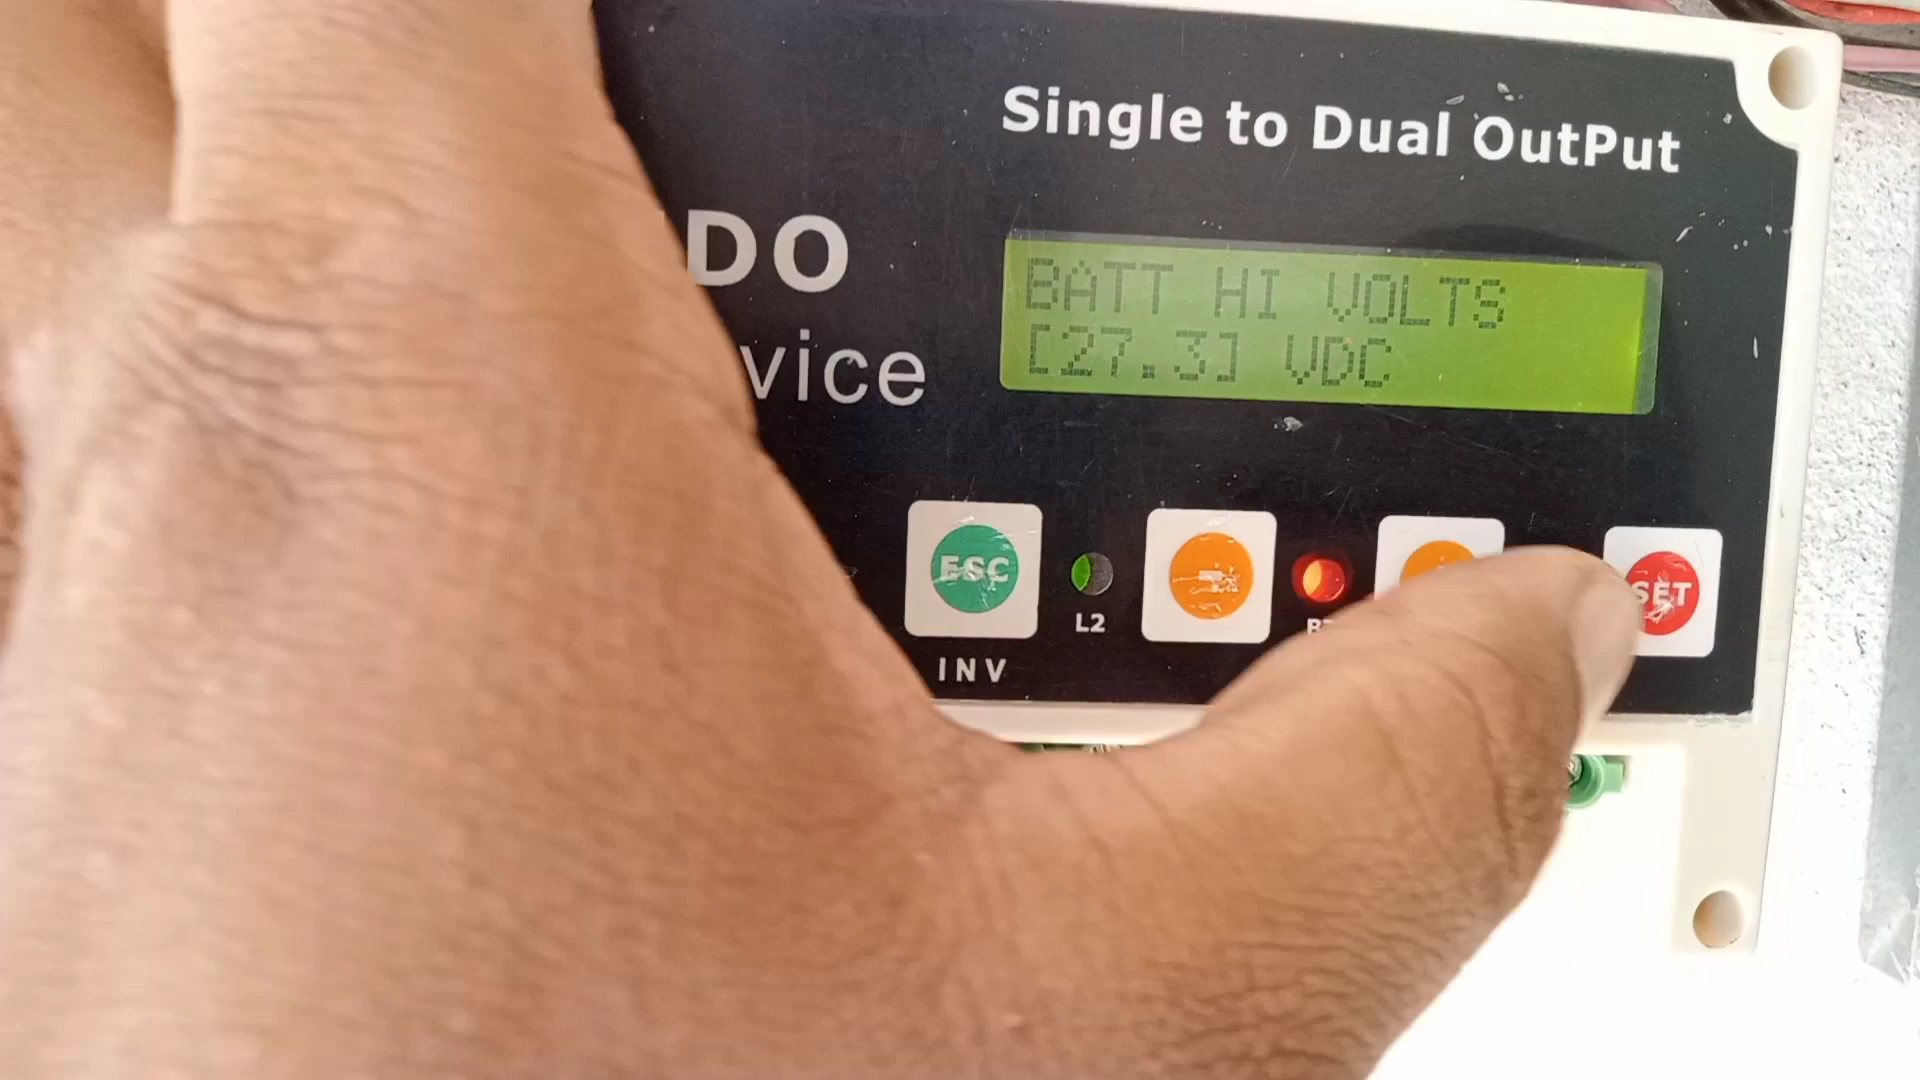 Single to Dual OutPut
DO
vice
BATT HI VOLTS
[27.3] VDC
ESC
SET
L2
INV